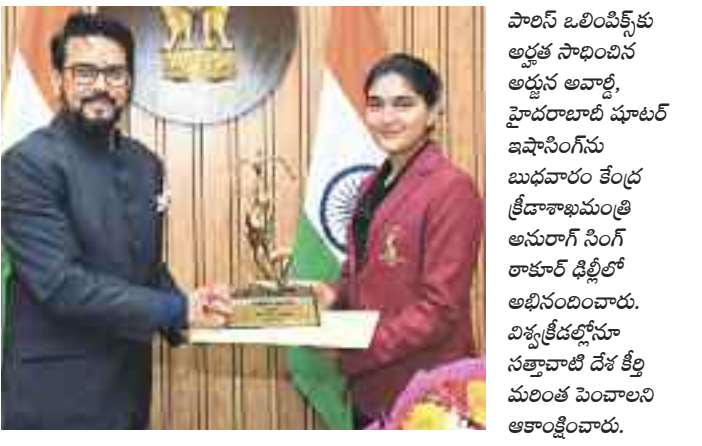 పారిస్ ఒలింపిక్స్‌కు
అర్హత సాధించిన
అర్జున అవార్డీ,
హైదరాబాదీ షూటర్
ఇషాసింగ్‌ను
బుధవారం కేంద్ర
క్రీడాశాఖమంత్రి
అనురాగ్ సింగ్
ఠాకూర్ ఢిల్లీలో
అభినందించారు.
విశ్వక్రీడల్లోనూ
సత్తాచాటి దేశ కీర్తి
మరింత పెంచాలని
ఆకాంక్షించారు.